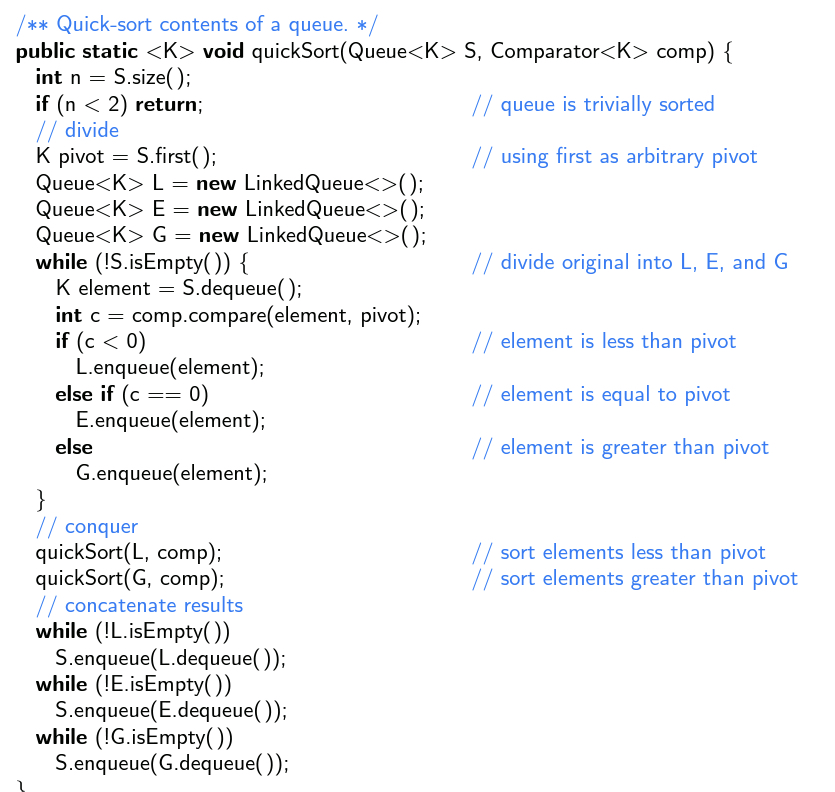 /** Quick-sort contents of a queue. */
public static <K> void quickSort(Queue<K> S, Comparator<K> comp) {
int n = S.size();
if (n < 2) return; // queue is trivially sorted
// divide
K pivot = S.first(); // using first as arbitrary pivot
Queue<K> L = new LinkedQueue<>();
Queue<K> E = new LinkedQueue<>();
Queue<K> G = new LinkedQueue<>();
while (!S.isEmpty()) { // divide original into L, E, and G
K element = S.dequeue();
int c = comp.compare(element, pivot);
if (c < 0) // element is less than pivot
L.enqueue(element);
else if (c == 0) // element is equal to pivot
E.enqueue(element);
else // element is greater than pivot
G.enqueue(element);
}
// conquer
quickSort(L, comp); // sort elements less than pivot
quickSort(G, comp); // sort elements greater than pivot
// concatenate results
while (!L.isEmpty())
S.enqueue(L.dequeue());
while (!E.isEmpty())
S.enqueue(E.dequeue());
while (!G.isEmpty())
S.enqueue(G.dequeue());
}